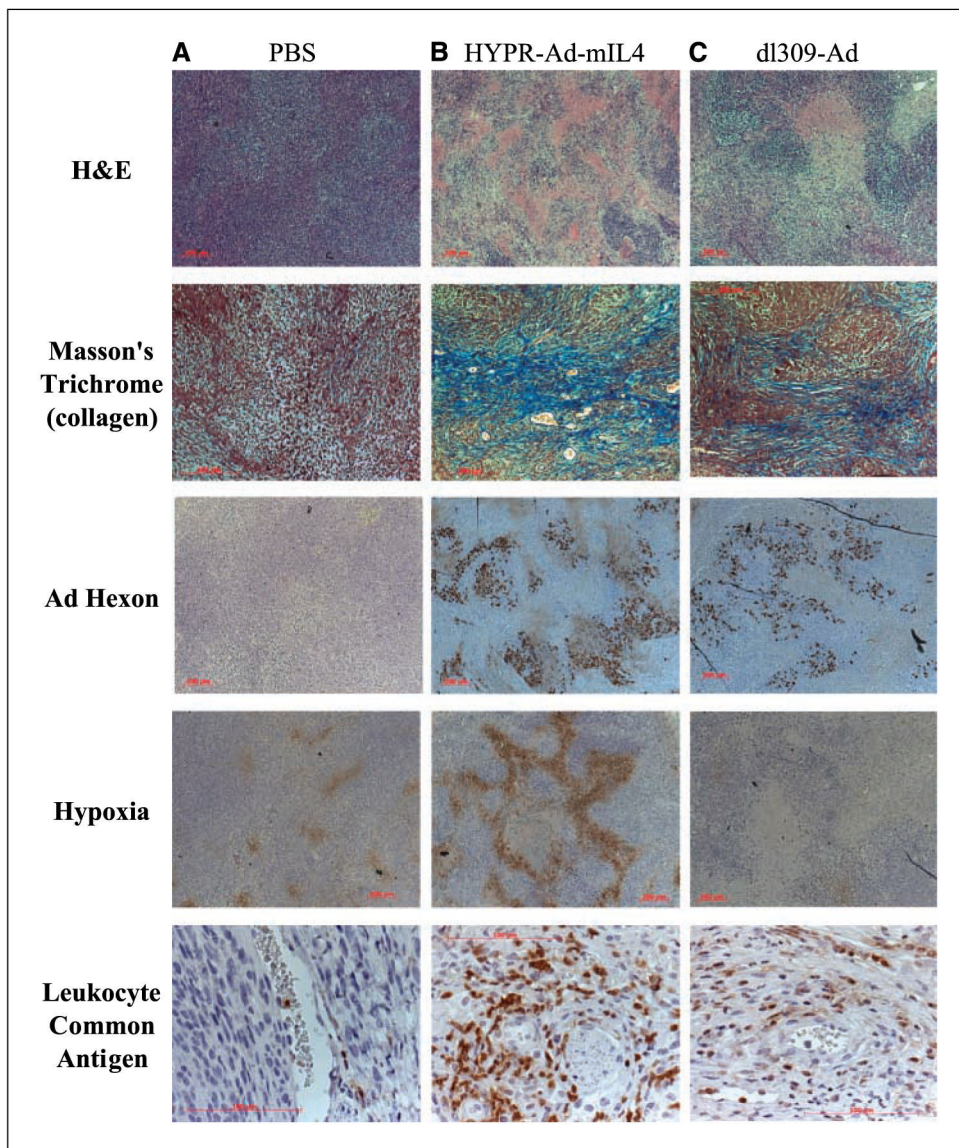 A PBS
B HYPR-Ad-mIL4
C dl309-Ad
H&E
Masson's
Trichrome
(collagen)
Ad Hexon
Hypoxia
Leukocyte
Common
Antigen